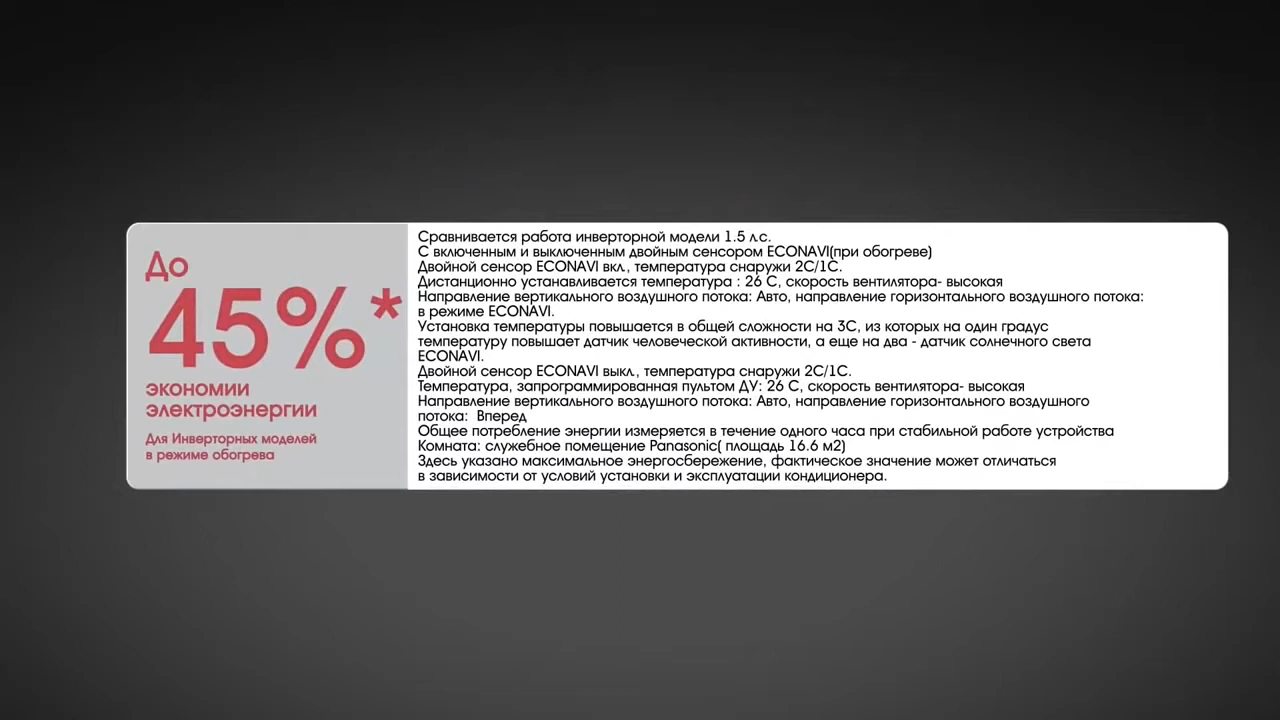 До
45%*
экономии
электроэнергии
Для Инверторных моделей
в режиме обогрева
Сравнивается работа инверторной модели 1.5 л.с.
С включенным и выключенным двойным сенсором ECONAVI(при обогреве)
Двойной сенсор ECONAVI вкл., температура снаружи 2С/1С.
Дистанционно устанавливается температура : 26 С, скорость вентилятора- высокая
Направление вертикального воздушного потока: Авто, направление горизонтального воздушного потока:
в режиме ECONAVI.
Установка температуры повышается в общей сложности на 3С, из которых на один градус
температуру повышает датчик человеческой активности, а еще на два - датчик солнечного света
ECONAVI.
Двойной сенсор ECONAVI выкл., температура снаружи 2С/1С.
Температура, запрограммированная пультом ДУ: 26 С, скорость вентилятора- высокая
Направление вертикального воздушного потока: Авто, направление горизонтального воздушного
потока:  Вперед
Общее потребление энергии измеряется в течение одного часа при стабильной работе устройства
Комната: служебное помещение Panasonic( площадь 16.6 м2)
Здесь указано максимальное энергосбережение, фактическое значение может отличаться
в зависимости от условий установки и эксплуатации кондиционера.